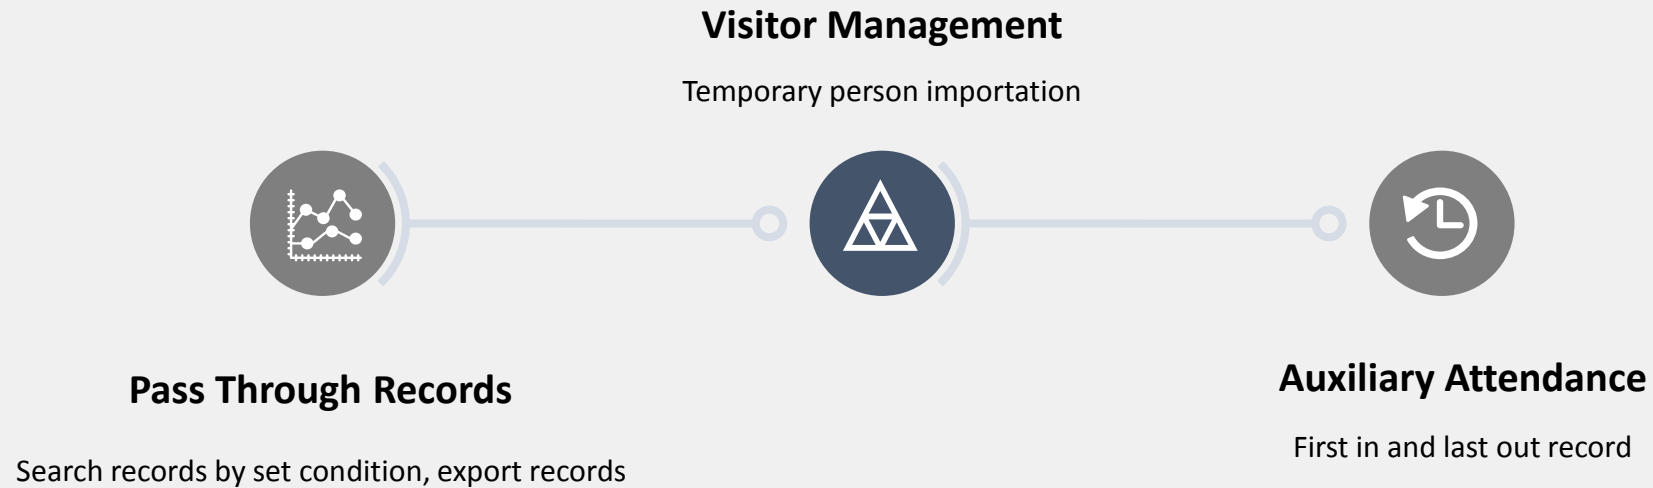 Visitor Management
Temporary person importation
Pass Through Records
Search records by set condition, export records
Auxiliary Attendance
First in and last out record